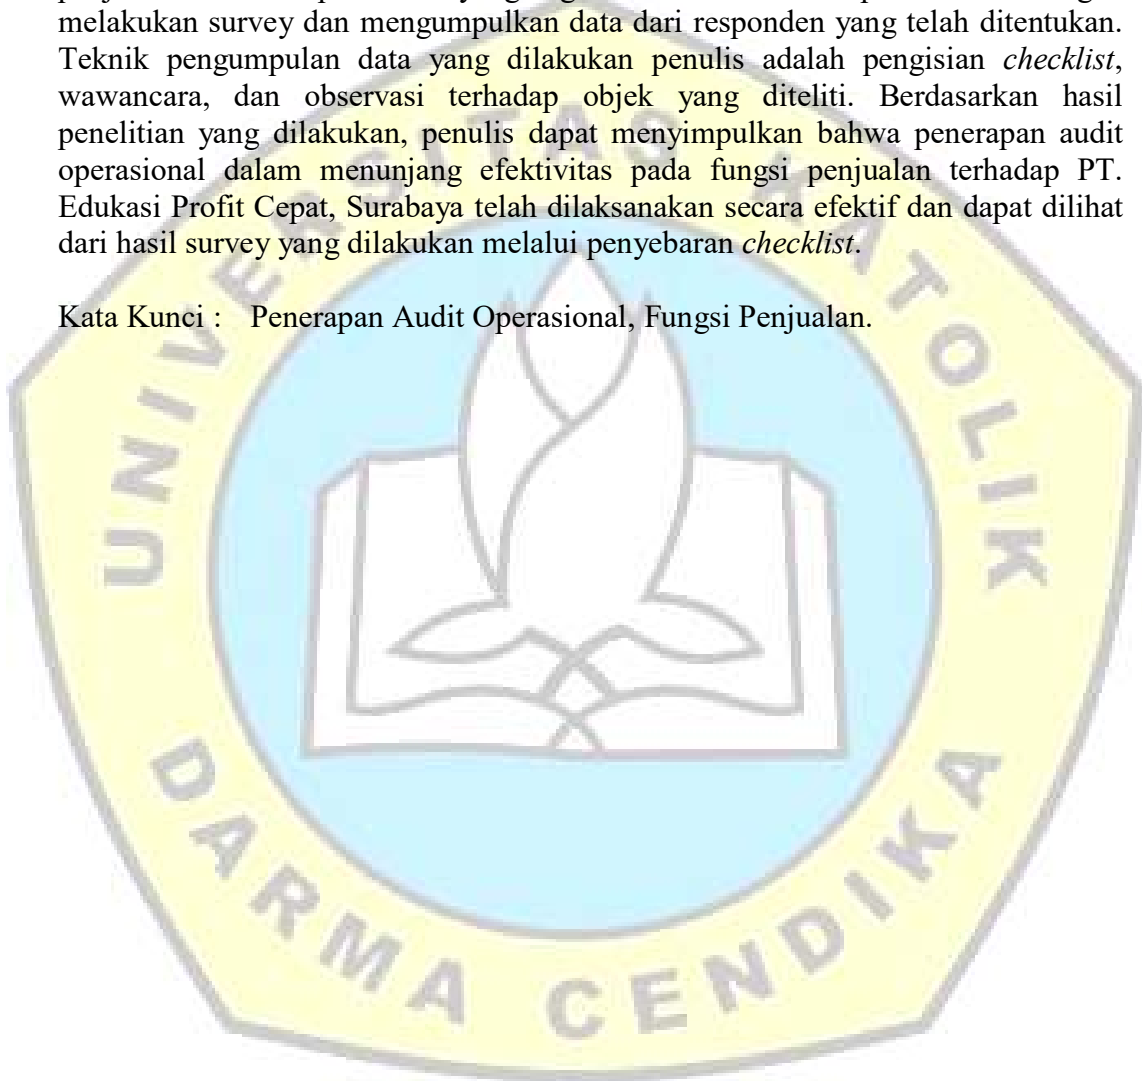 melakukan survey dan mengumpulkan data dari responden yang telah ditentukan.
Teknik pengumpulan data yang dilakukan penulis adalah pengisian checklist,
wawancara, dan observasi terhadap objek yang diteliti. Berdasarkan hasil
penelitian yang dilakukan, penulis dapat menyimpulkan bahwa penerapan audit
operasional dalam menunjang efektivitas pada fungsi penjualan terhadap PT.
Edukasi Profit Cepat, Surabaya telah dilaksanakan secara efektif dan dapat dilihat
dari hasil survey yang dilakukan melalui penyebaran checklist.
Kata Kunci : Penerapan Audit Operasional, Fungsi Penjualan.
UNIVERSITAS KATOLIK
DARMA CENDIKA